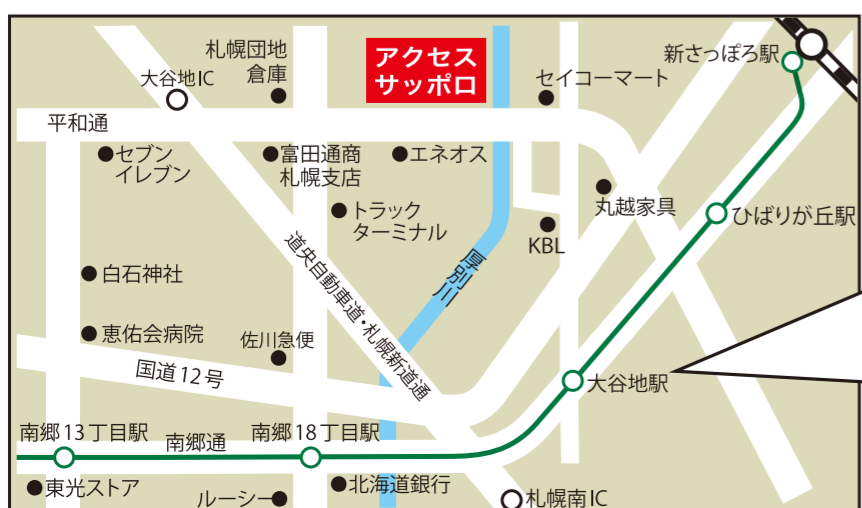 札幌団地
倉庫
アクセス
サッポロ
新さっぽろ駅
大谷地IC
セイコーマート
平和通
セブン
イレブン
富田通商
札幌支店
エネオス
トラック
ターミナル
丸越家具
ひばりが丘駅
KBL
白石神社
道央自動車道・札幌新道通
厚別川
恵佑会病院
佐川急便
国道12号
大谷地駅
南郷13丁目駅
南郷通
南郷18丁目駅
東光ストア
ルーシー
北海道銀行
札幌南IC